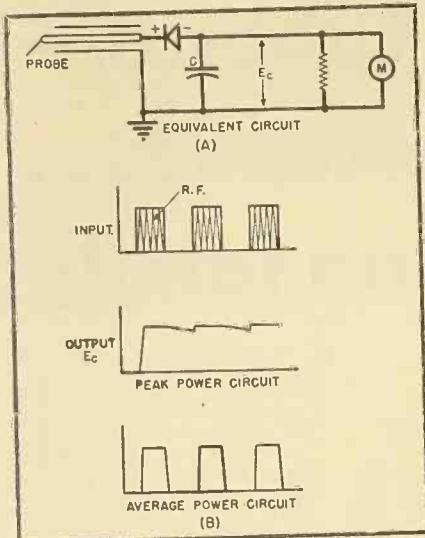 PROBE
+ -
C
Ec
M
EQUIVALENT CIRCUIT
(A)
R.F.
INPUT.
OUTPUT
Ec
PEAK POWER CIRCUIT
AVERAGE POWER CIRCUIT
(B)